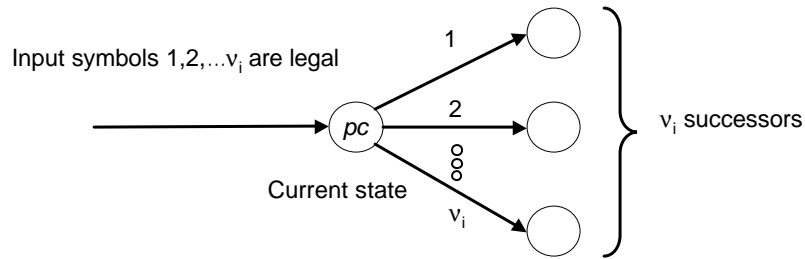 1
Input symbols 1,2,...νi are legal
pc
2
νi successors
Current state
νi